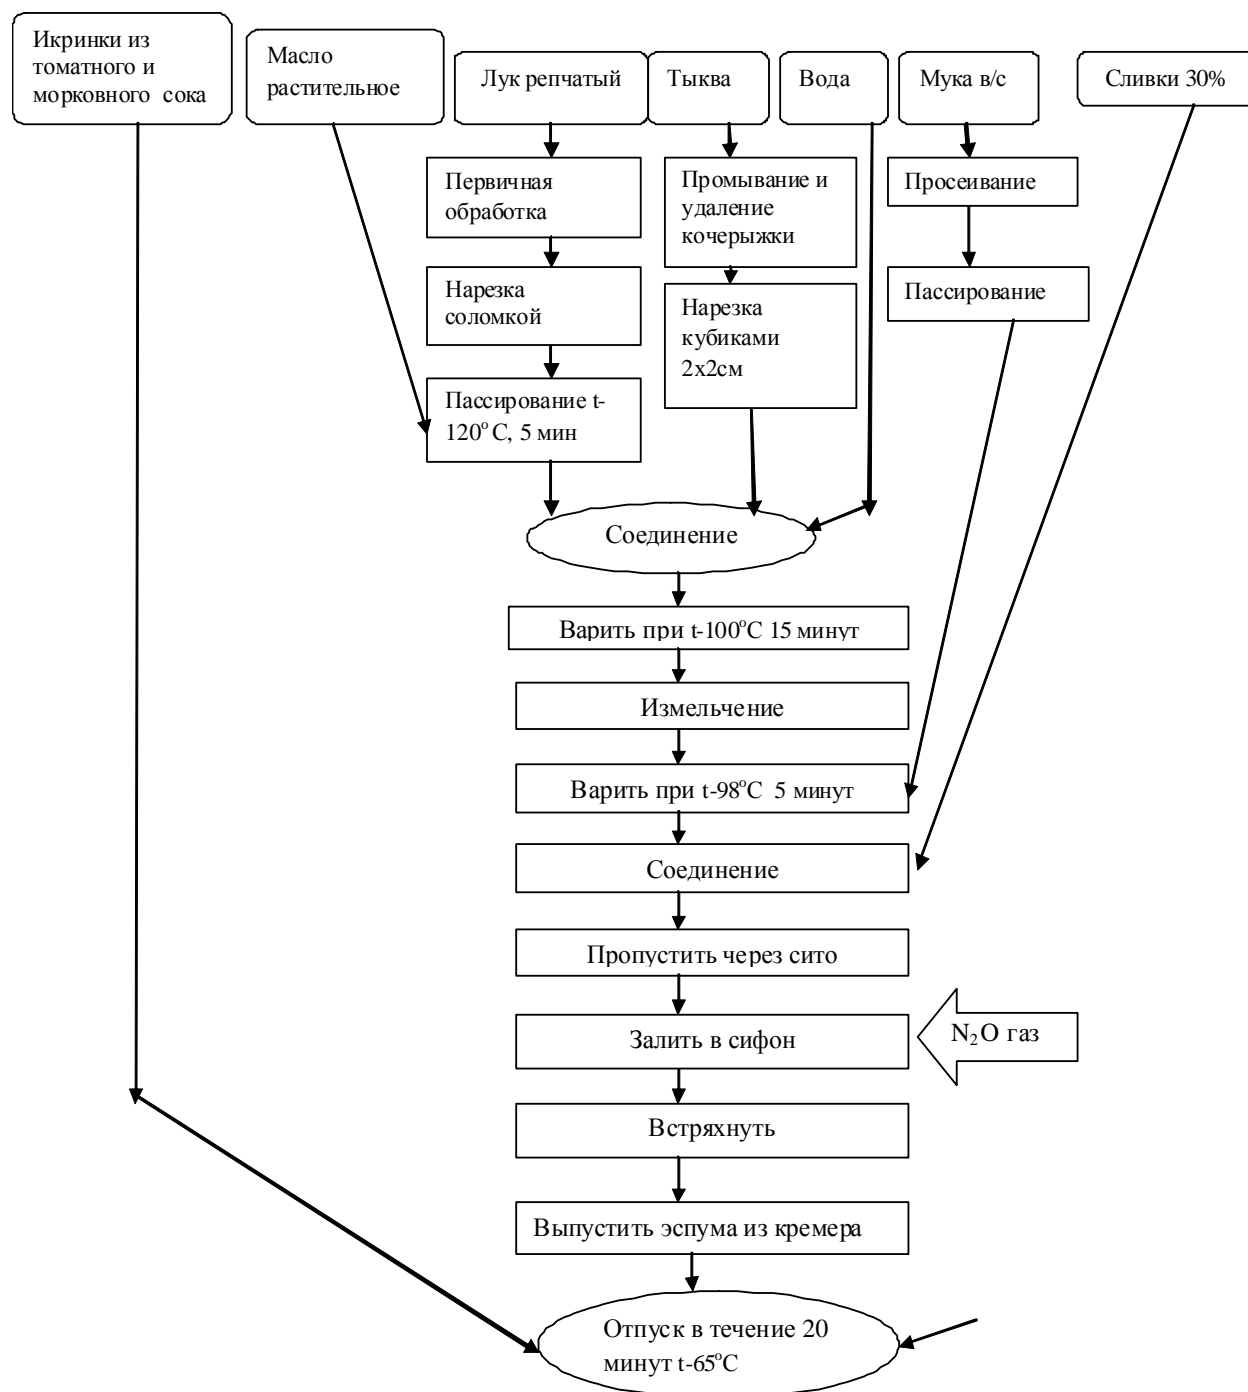 Икринки из
томатного и
морковного сока
Масло
растительное
Лук репчатый
Тыква
Вода
Мука в/с
Сливки 30%
Первичная
обработка
Промывание и
удаление
кочерыжки
Просеивание
Нарезка
соломкой
Нарезка
кубиками
2х2см
Пассирование
Пассирование t-
120°С, 5 мин
Соединение
Варить при t-100°С 15 минут
Измельчение
Варить при t-98°С 5 минут
Соединение
Пропустить через сито
Залить в сифон
N₂O газ
Встряхнуть
Выпустить эспума из кремера
Отпуск в течение 20
минут t-65°С